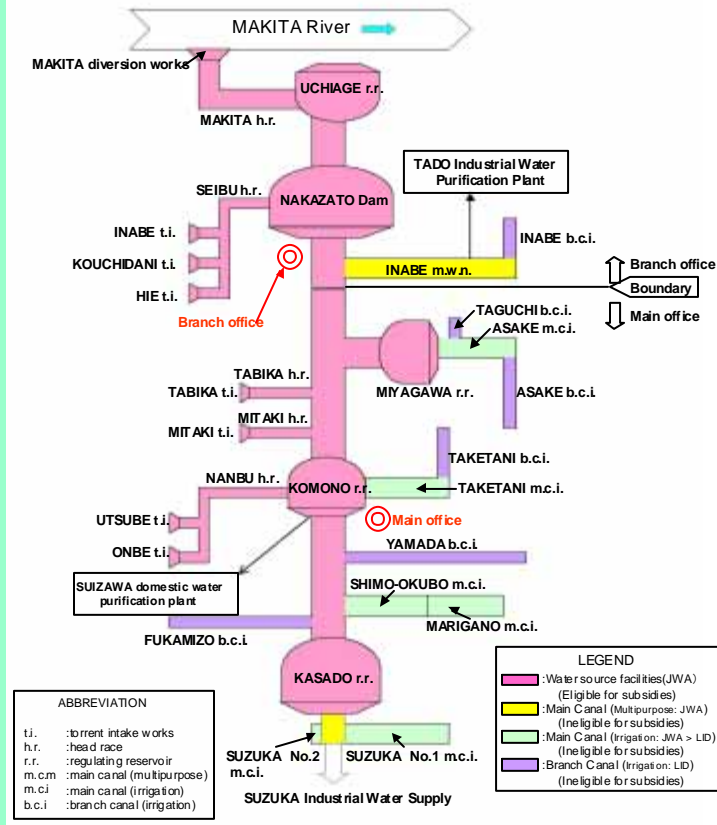 MAKITA River
MAKITA diversion works
UCHIAGE r.r.
MAKITA h.r.
TADO Industrial Water
Purification Plant
SEIBU h.r.
NAKAZATO Dam
INABE t.i.
INABE b.c.i.
KOUCHIDANI t.i.
INABE m.w.n.
Branch office
HIE t.i.
Boundary
Branch office
TAGUCHI b.c.i.
Main office
ASAKE m.c.i.
TABIKA h.r.
TABIKA t.i.
MIYAGAWA r.r.
ASAKE b.c.i.
MITAKI h.r.
MITAKI t.i.
TAKETANI b.c.i.
NANBU h.r.
KOMONO r.r.
TAKETANI m.c.i.
UTSUBE t.i.
Main office
ONBE t.i.
YAMADA b.c.i.
SUIZAWA domestic water
purification plant
SHIMO-OKUBO m.c.i.
MARIGANO m.c.i.
FUKAMIZO b.c.i.
KASADO r.r.
LEGEND
:Water source facilities(JWA)
(Eligible for subsidies)
:Main Canal (Multipurpose: JWA)
(Ineligible for subsidies)
:Main Canal (Irrigation: JWA > LID)
(Ineligible for subsidies)
:Branch Canal (Irrigation: LID)
(Ineligible for subsidies)
ABBREVIATION
t.i. :torrent intake works
h.r. :head race
r.r. :regulating reservoir
m.c.m :main canal (multipurpose)
m.c.i :main canal (irrigation)
b.c.i :branch canal (irrigation)
SUZUKA No.2
m.c.i.
SUZUKA No.1 m.c.i.
SUZUKA Industrial Water Supply